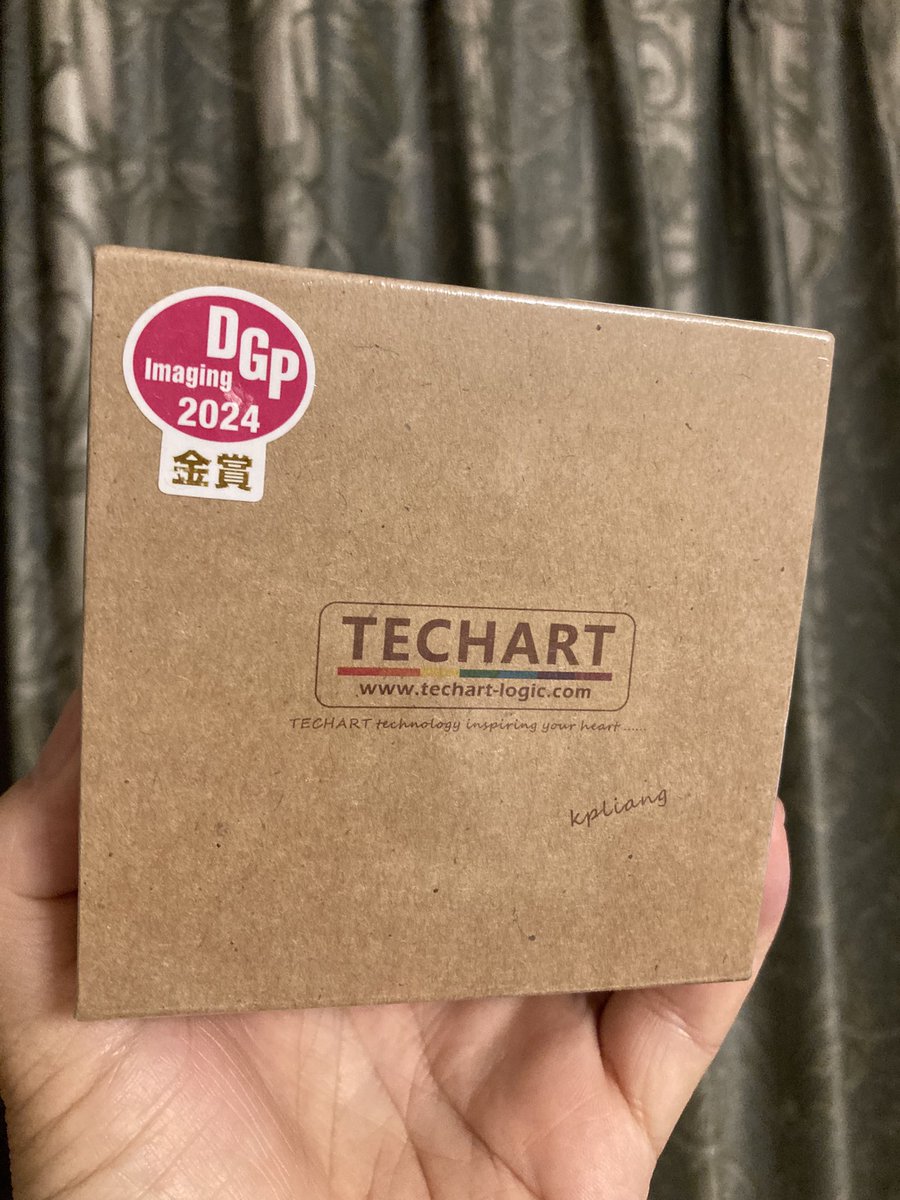 DGP
Imaging
2024
金賞
TECHART
www.techart-logic.com
TECHART technology inspiring your heart ......
kpliang